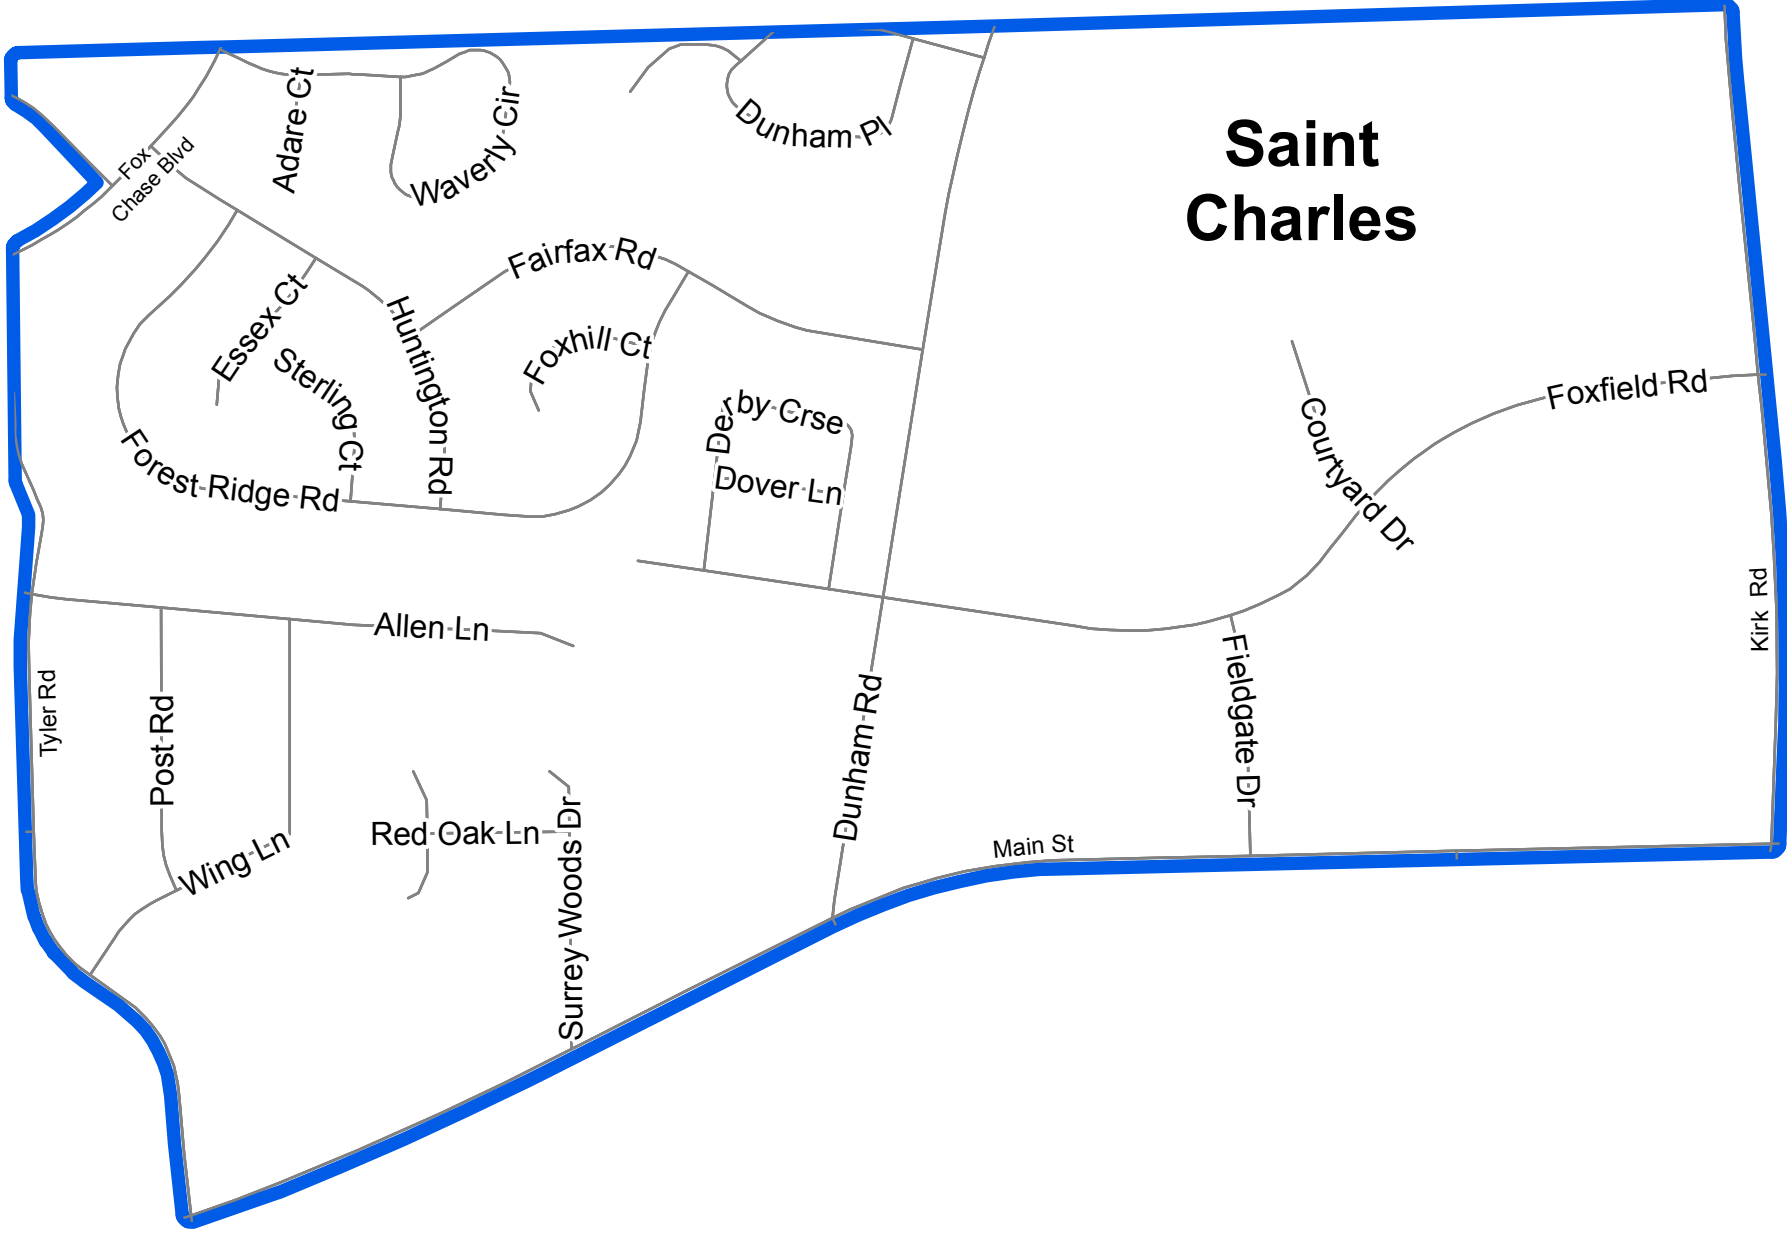 Saint
Charles
Adare Ct
Waverly Cir
Dunham Pl
Fox
Chase Blvd
Fairfax Rd
Essex Ct
Huntington Rd
Foxhill Ct
Sterling Ct
Derby Crse
Foxfield Rd
Courtyard Dr
Forest Ridge Rd
Dover Ln
Allen Ln
Kirk Rd
Tyler Rd
Post Rd
Dunham Rd
Fieldgate Dr
Wing Ln
Red Oak Ln
Surrey Woods Dr
Main St